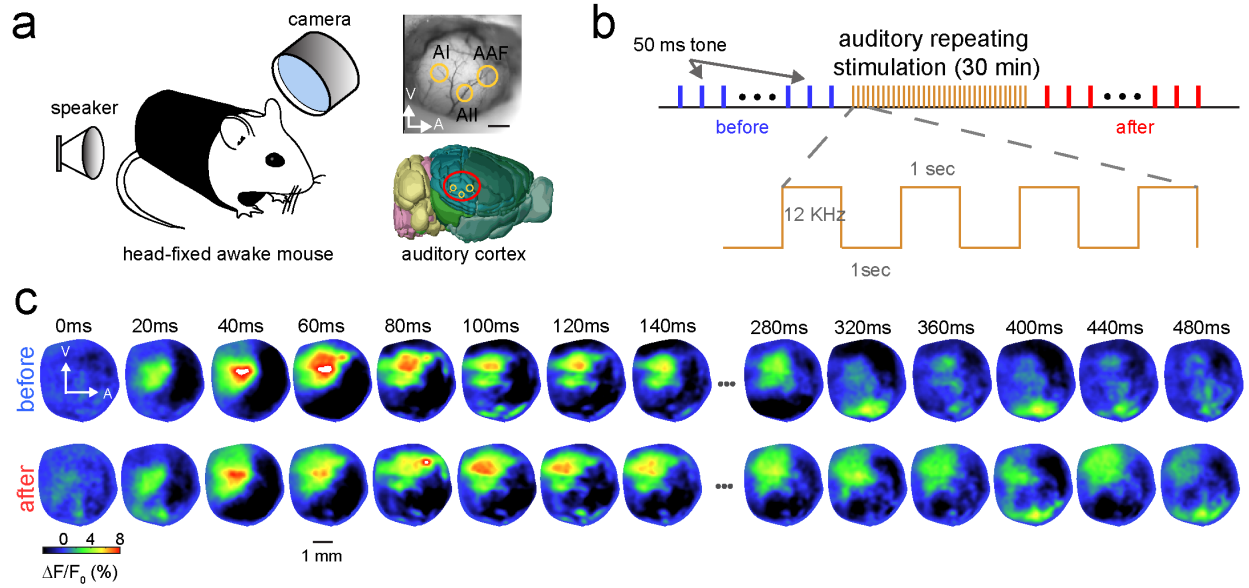 a
camera
speaker
head-fixed awake mouse
AI
AAF
AII
V
A
auditory cortex
b
50 ms tone
auditory repeating
stimulation (30 min)
before
after
1 sec
12 KHz
1sec
c
0ms 20ms 40ms 60ms 80ms 100ms 120ms 140ms 280ms 320ms 360ms 400ms 440ms 480ms
before
V
A
after
0 4 8
ΔF/F0 (%)
1 mm